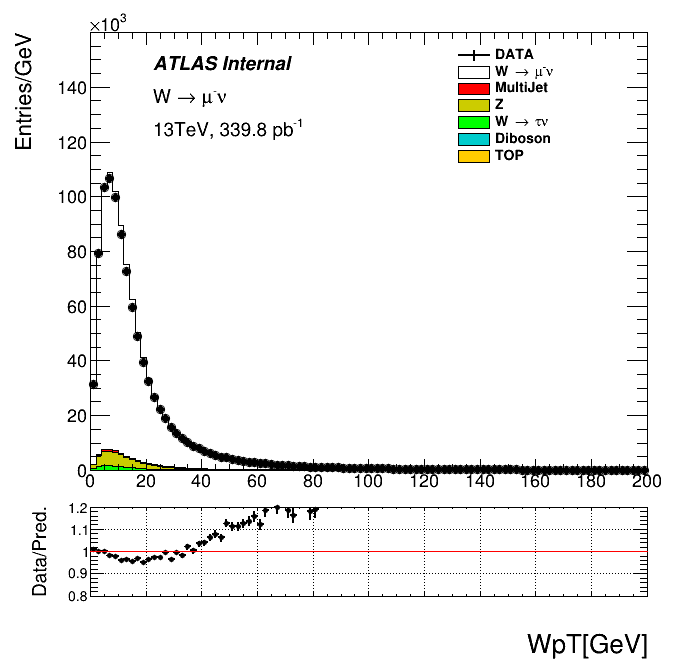 ×10³
Entries/GeV
ATLAS Internal
W → μ⁻ν
13TeV, 339.8 pb⁻¹
DATA
W → μ⁻ν
MultiJet
Z
W → τν
Diboson
TOP
140
120
100
80
60
40
20
0
0 20 40 60 80 100 120 140 160 180 200
Data/Pred.
1.2
1.1
1
0.9
0.8
WpT[GeV]